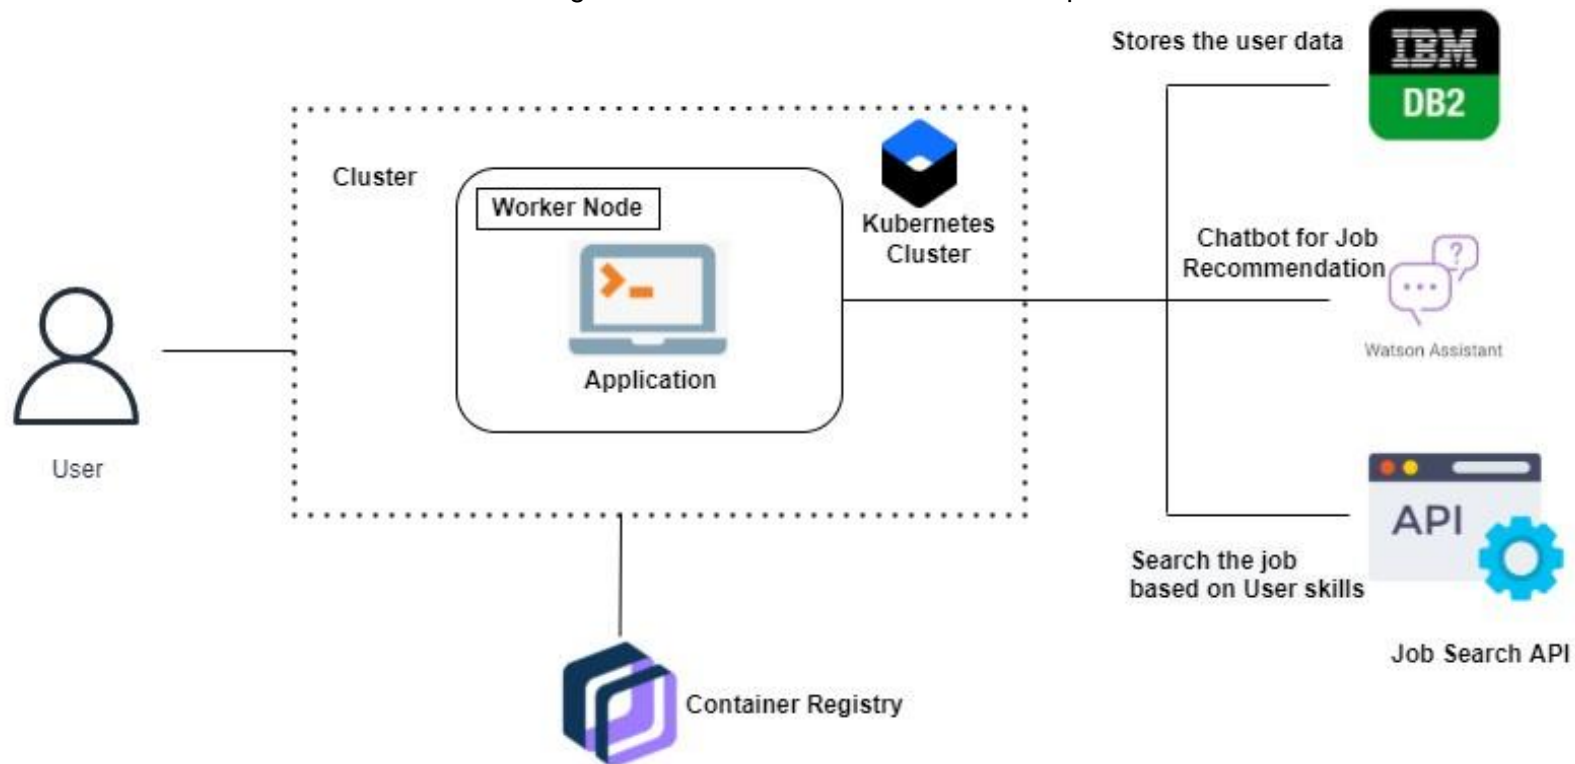 Stores the user data
IBM
DB2
Cluster
Worker Node
Kubernetes
Cluster
Chatbot for Job
Recommendation
?
Watson Assistant
Application
User
API
Search the job
based on User skills
Job Search API
Container Registry